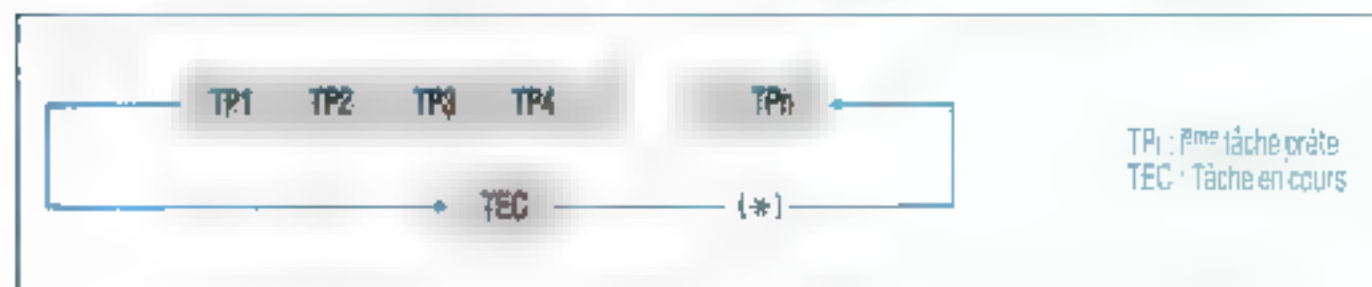 TP1 TP2 TP3 TP4 TPn
TEC (*)
TPi : ième tâche prête
TEC : Tâche en cours